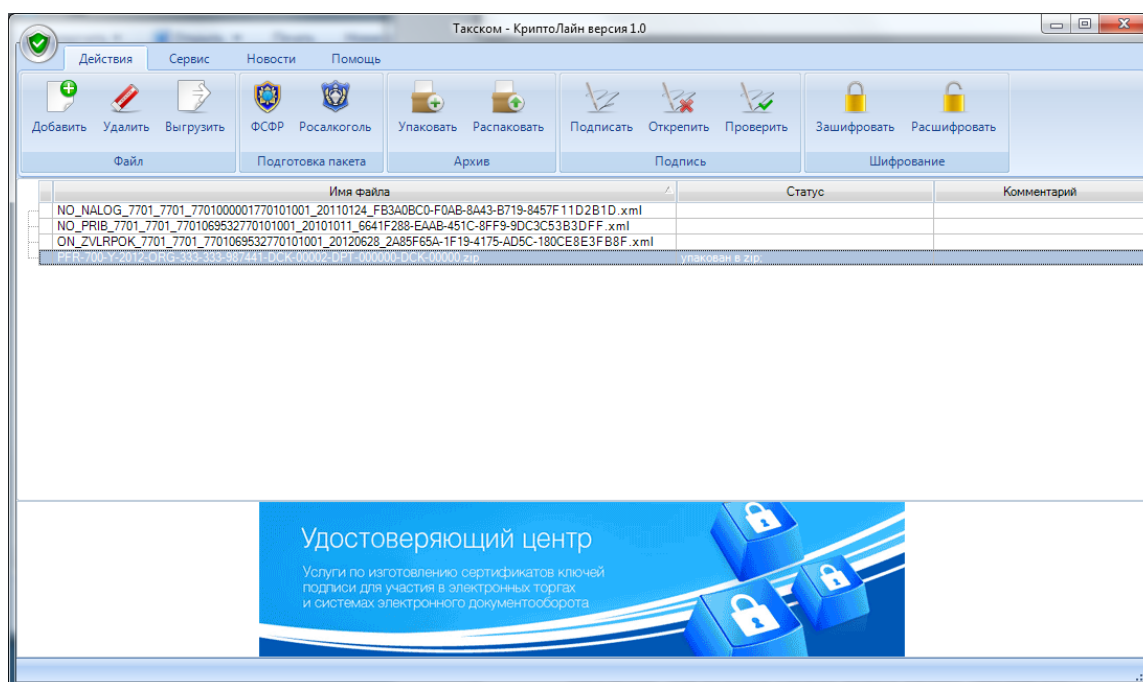 Такском - КриптоЛайн версия 1.0
Действия Сервис Новости Помощь
Добавить Удалить Выгрузить ФСФР Росалкоголь Упаковать Распаковать Подписать Открепить Проверить Зашифровать Расшифровать
Файл Подготовка пакета Архив Подпись Шифрование
Имя файла Статус Комментарий
NO_NALOG_7701_7701_7701000001770101001_20110124_FB3A0BC0-F0AB-8A43-B719-8457F11D2B1D.xml
NO_PRIB_7701_7701_7701069532770101001_20101011_6641F288-EAAB-451C-8FF9-9DC3C53B3DFF.xml
ON_ZVLRPOK_7701_7701_7701069532770101001_20120628_2A85F65A-1F19-4175-AD5C-180CE8E3FB8F.xml
PFR-700-Y-2012-ORG-333-333-987441-DCK-00002-DPT-000000-DCK-00000.zip упакован в zip;
Удостоверяющий центр
Услуги по изготовлению сертификатов ключей
подписи для участия в электронных торгах
и системах электронного документооборота